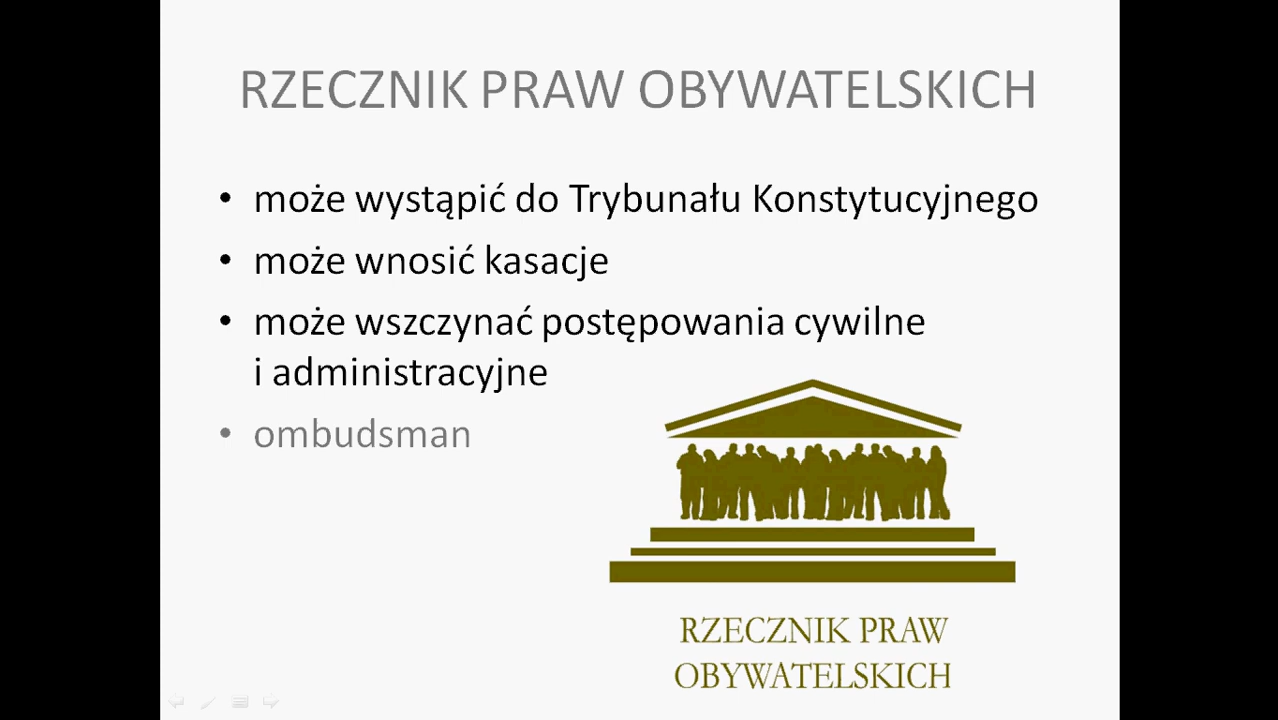 RZECZNIK PRAW OBYWATELSKICH
• może wystąpić do Trybunału Konstytucyjnego
• może wnosić kasacje
• może wszczynać postępowania cywilne
i administracyjne
• ombudsman
RZECZNIK PRAW
OBYWATELSKICH